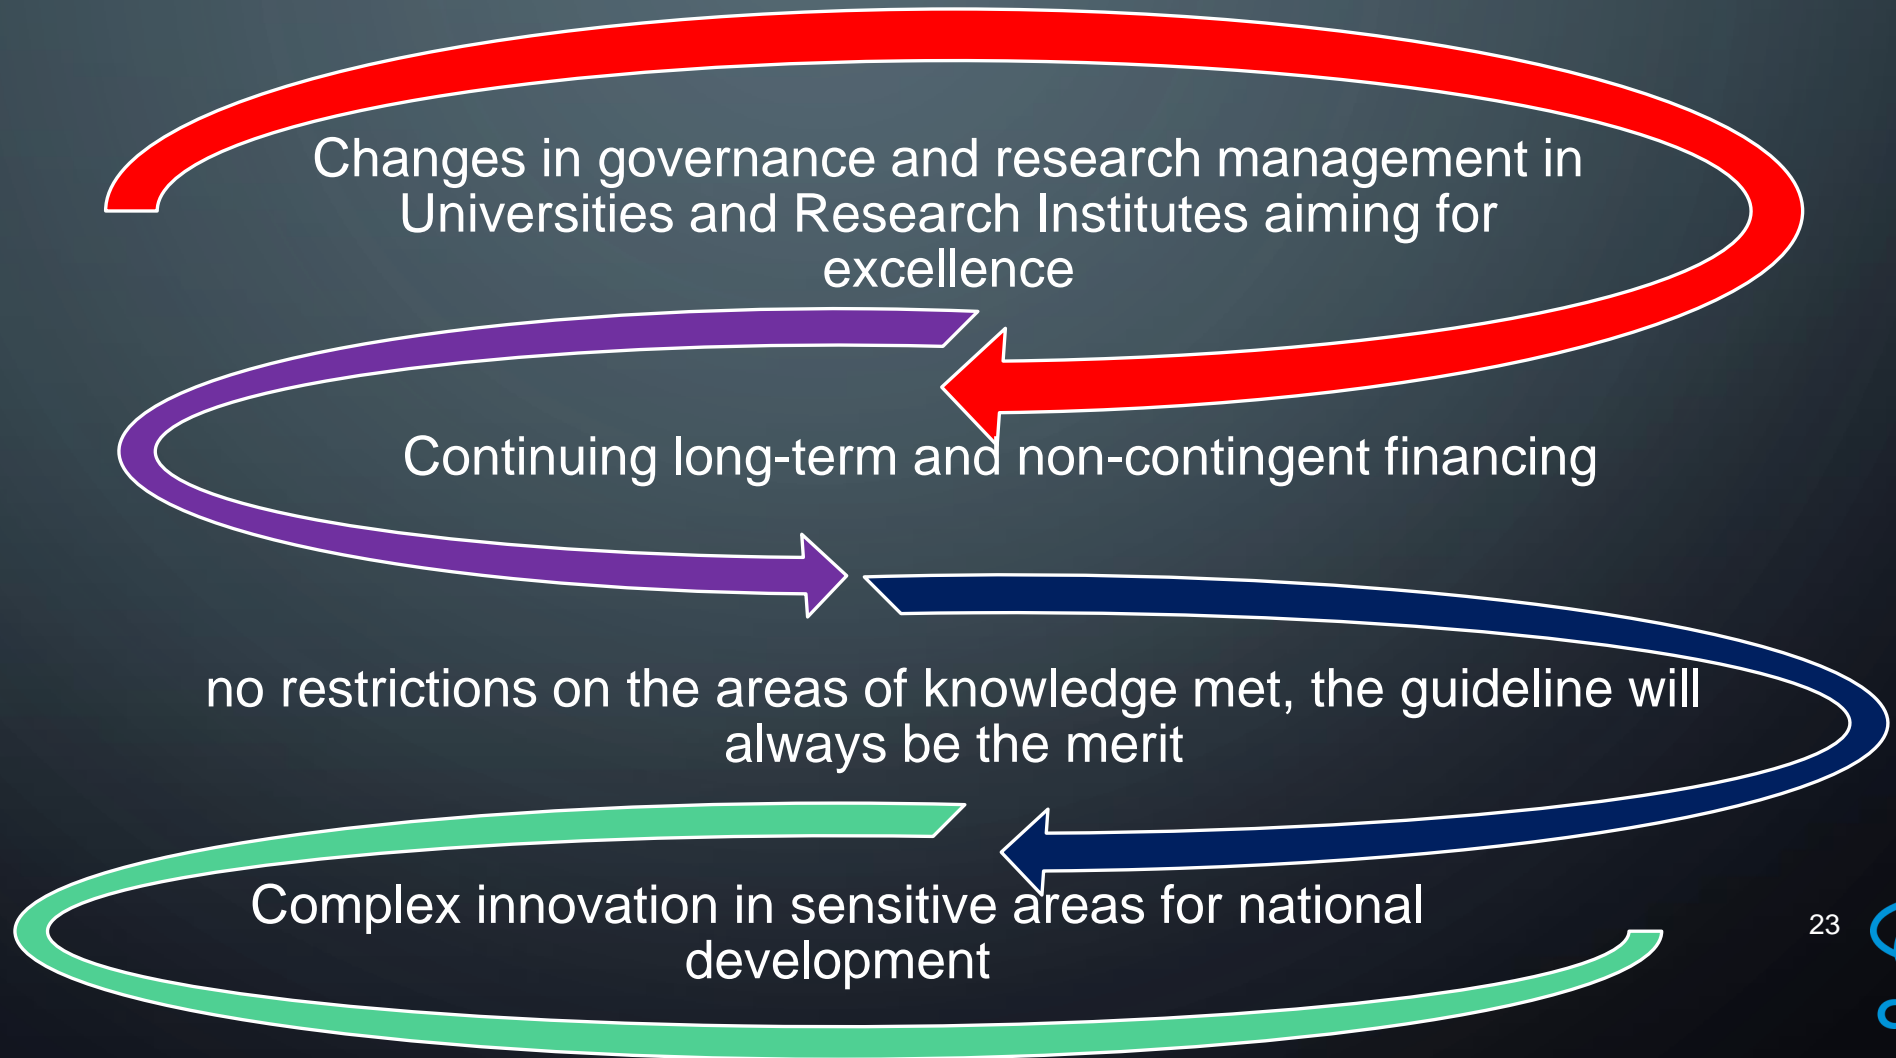 Changes in governance and research management in
Universities and Research Institutes aiming for
excellence
Continuing long-term and non-contingent financing
no restrictions on the areas of knowledge met, the guideline will
always be the merit
Complex innovation in sensitive areas for national
development
23